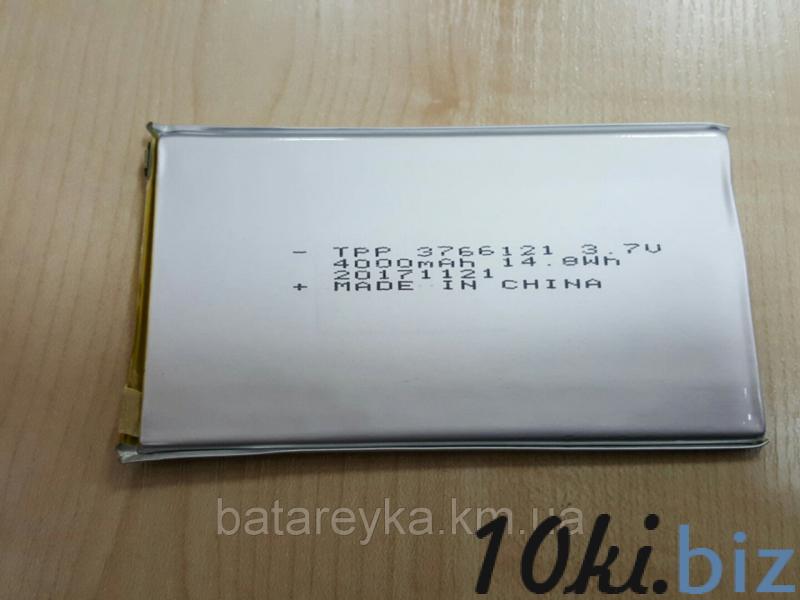 - TPP 3766121 3.7V
4000mAh 14.8Wh
20171121
+ MADE IN CHINA
batareyka.km.ua
10ki.biz